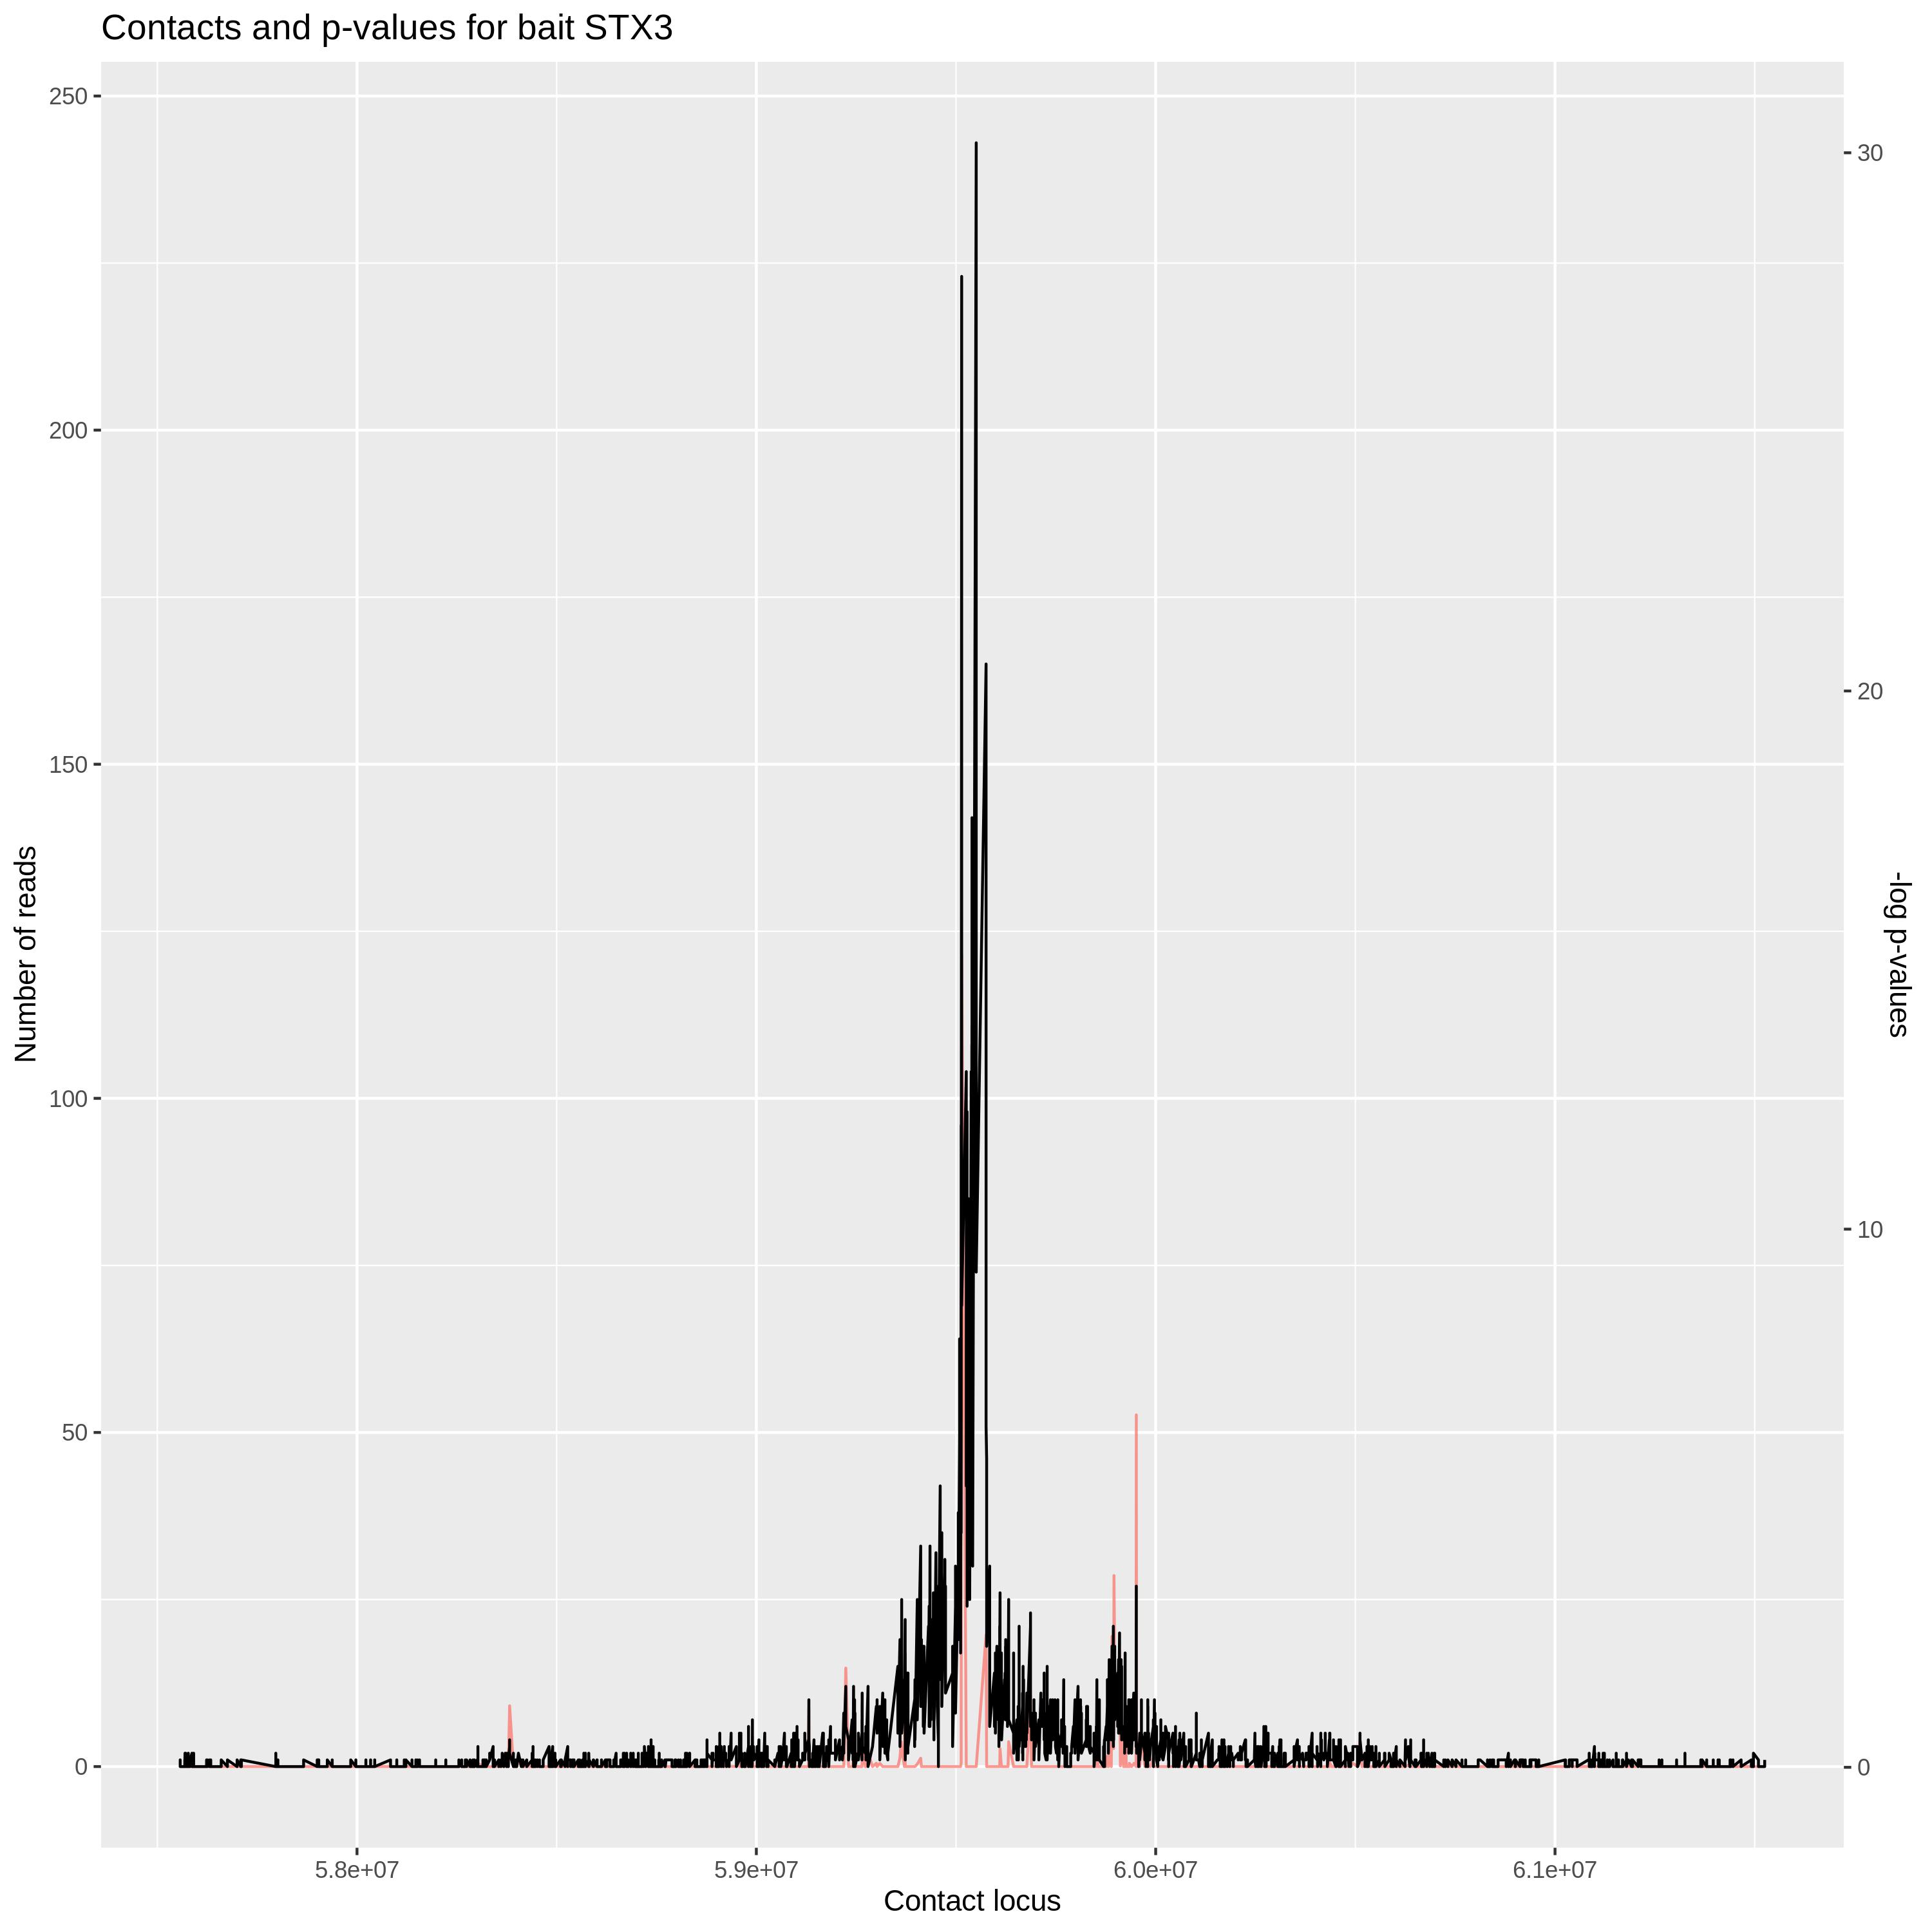 Contacts and p-values for bait STX3
250
200
150
100
50
0
Number of reads
30
20
10
0
-log p-values
5.8e+07
5.9e+07
6.0e+07
6.1e+07
Contact locus